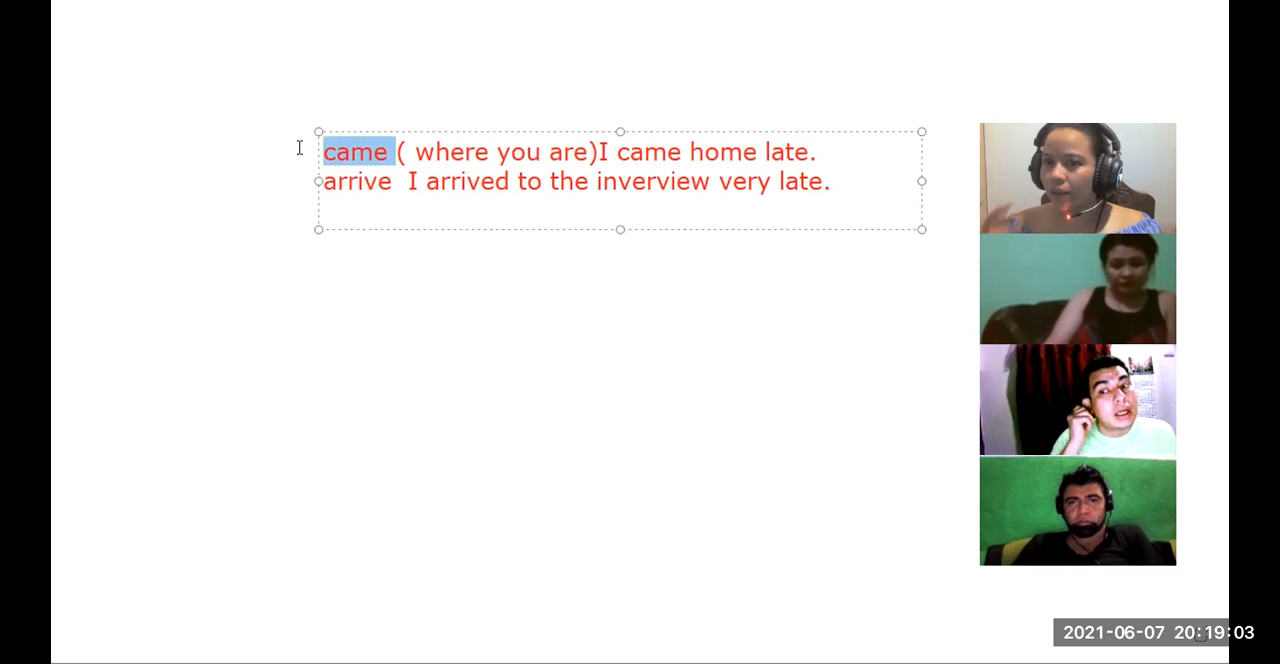 came ( where you are)I came home late.
arrive  I arrived to the inverview very late.
2021-06-07 20:19:03